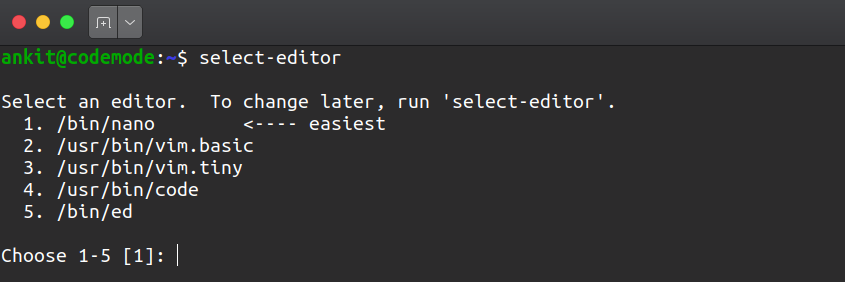 ankit@codemode:~$ select-editor
Select an editor.  To change later, run 'select-editor'.
  1. /bin/nano        <---- easiest
  2. /usr/bin/vim.basic
  3. /usr/bin/vim.tiny
  4. /usr/bin/code
  5. /bin/ed
Choose 1-5 [1]: